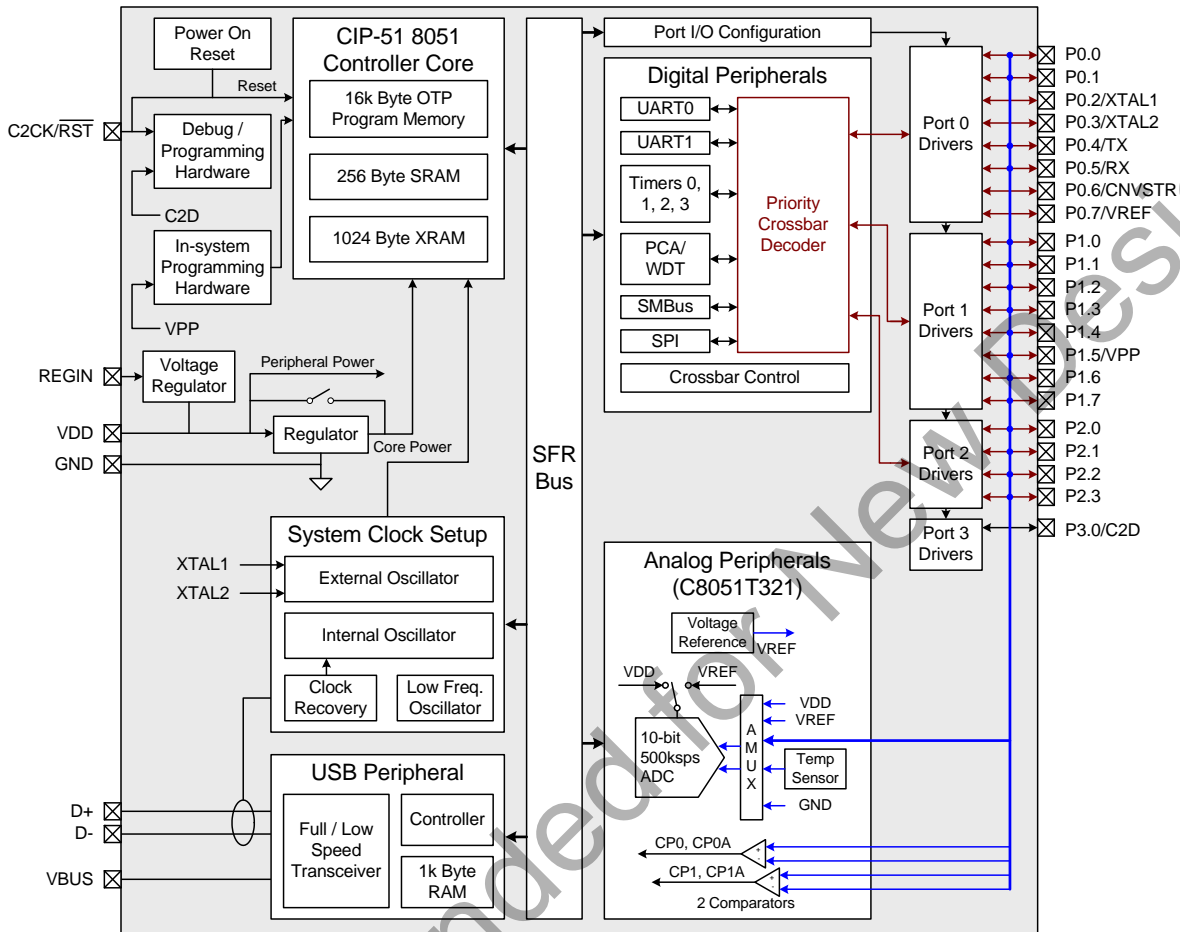 Power On
Reset
Reset
C2CK/RST
Debug /
Programming
Hardware
C2D
In-system
Programming
Hardware
VPP
CIP-51 8051
Controller Core
16k Byte OTP
Program Memory
256 Byte SRAM
1024 Byte XRAM
REGIN
Voltage
Regulator
Peripheral Power
VDD
Regulator
Core Power
GND
System Clock Setup
XTAL1
External Oscillator
XTAL2
Internal Oscillator
Clock
Recovery
Low Freq.
Oscillator
USB Peripheral
D+
D-
Full / Low
Speed
Transceiver
Controller
1k Byte
RAM
VBUS
SFR
Bus
Port I/O Configuration
Digital Peripherals
UART0
UART1
Timers 0,
1, 2, 3
PCA/
WDT
SMBus
SPI
Priority
Crossbar
Decoder
Crossbar Control
Port 0
Drivers
Port 1
Drivers
Port 2
Drivers
Port 3
Drivers
P0.0
P0.1
P0.2/XTAL1
P0.3/XTAL2
P0.4/TX
P0.5/RX
P0.6/CNVSTR
P0.7/VREF
P1.0
P1.1
P1.2
P1.3
P1.4
P1.5/VPP
P1.6
P1.7
P2.0
P2.1
P2.2
P2.3
P3.0/C2D
Analog Peripherals
(C8051T321)
Voltage
Reference
VREF
VDD
VREF
10-bit
500ksps
ADC
A
M
U
X
VDD
VREF
Temp
Sensor
GND
CP0, CP0A
+
-
CP1, CP1A
+
-
2 Comparators
nded for New Desi